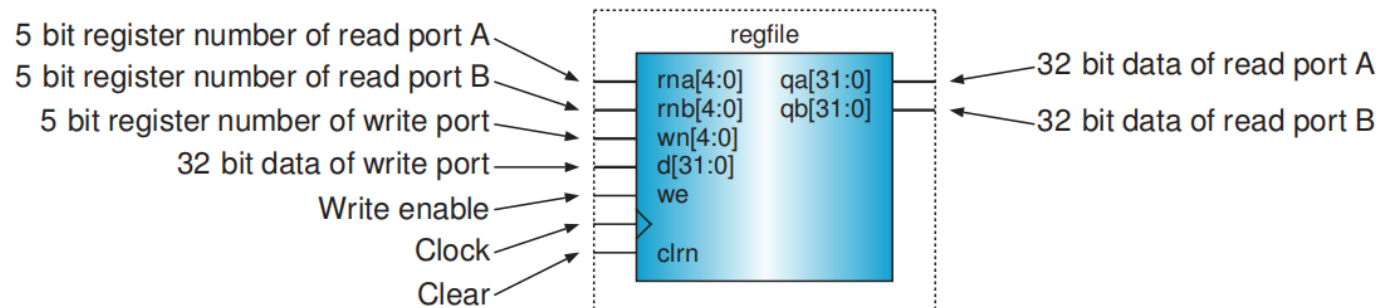 5 bit register number of read port A
5 bit register number of read port B
5 bit register number of write port
32 bit data of write port
Write enable
Clock
Clear
regfile
rna[4:0] qa[31:0]
rnb[4:0] qb[31:0]
wn[4:0]
d[31:0]
we
clrn
32 bit data of read port A
32 bit data of read port B